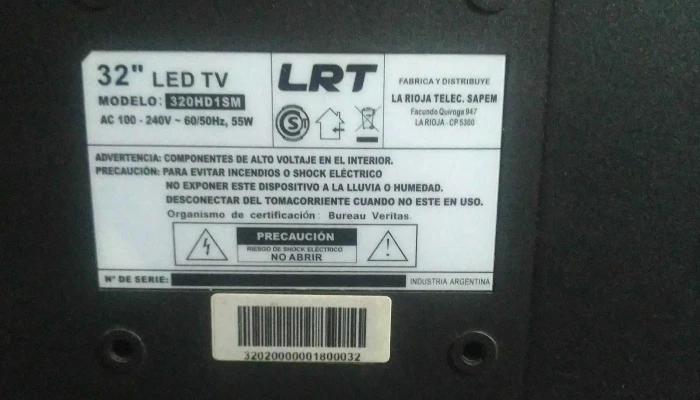 32" LED TV
MODELO: 320HD1SM
AC 100 - 240V ~ 60/50Hz, 55W
LRT
S
FABRICA Y DISTRIBUYE
LA RIOJA TELEC. SAPEM
Facundo Quiroga 947
LA RIOJA - CP 5300
ADVERTENCIA: COMPONENTES DE ALTO VOLTAJE EN EL INTERIOR.
PRECAUCIÓN: PARA EVITAR INCENDIOS O SHOCK ELÉCTRICO
NO EXPONER ESTE DISPOSITIVO A LA LLUVIA O HUMEDAD.
DESCONECTAR DEL TOMACORRIENTE CUANDO NO ESTE EN USO.
Organismo de certificación: Bureau Veritas.
PRECAUCIÓN
RIESGO DE SHOCK ELÉCTRICO
NO ABRIR
N° DE SERIE:
INDUSTRIA ARGENTINA
32020000001800032